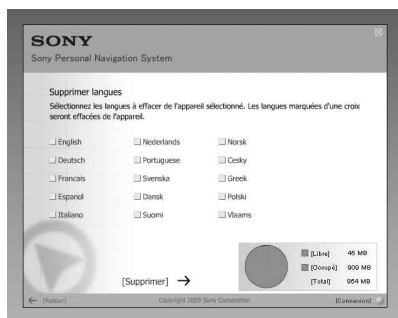 SONY
Sony Personal Navigation System
Supprimer langues
Sélectionnez les langues à effacer de l'appareil sélectionné. Les langues marquées d'une croix
seront effacées de l'appareil.
English Nederlands Norsk
Deutsch Portuguese Cesky
Francais Svenska Greek
Espanol Dansk Polski
Italiano Suomi Vlaams
[Libre] 45 MB
[Occupé] 909 MB
[Total] 954 MB
[Supprimer] →
← [Retour] Copyright 2009 Sony Corporation [Connexion]